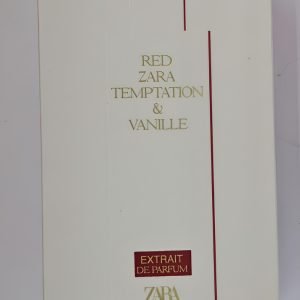 RED
ZARA
TEMPTATION
&
VANILLE
EXTRAIT
DE PARFUM
ZARA